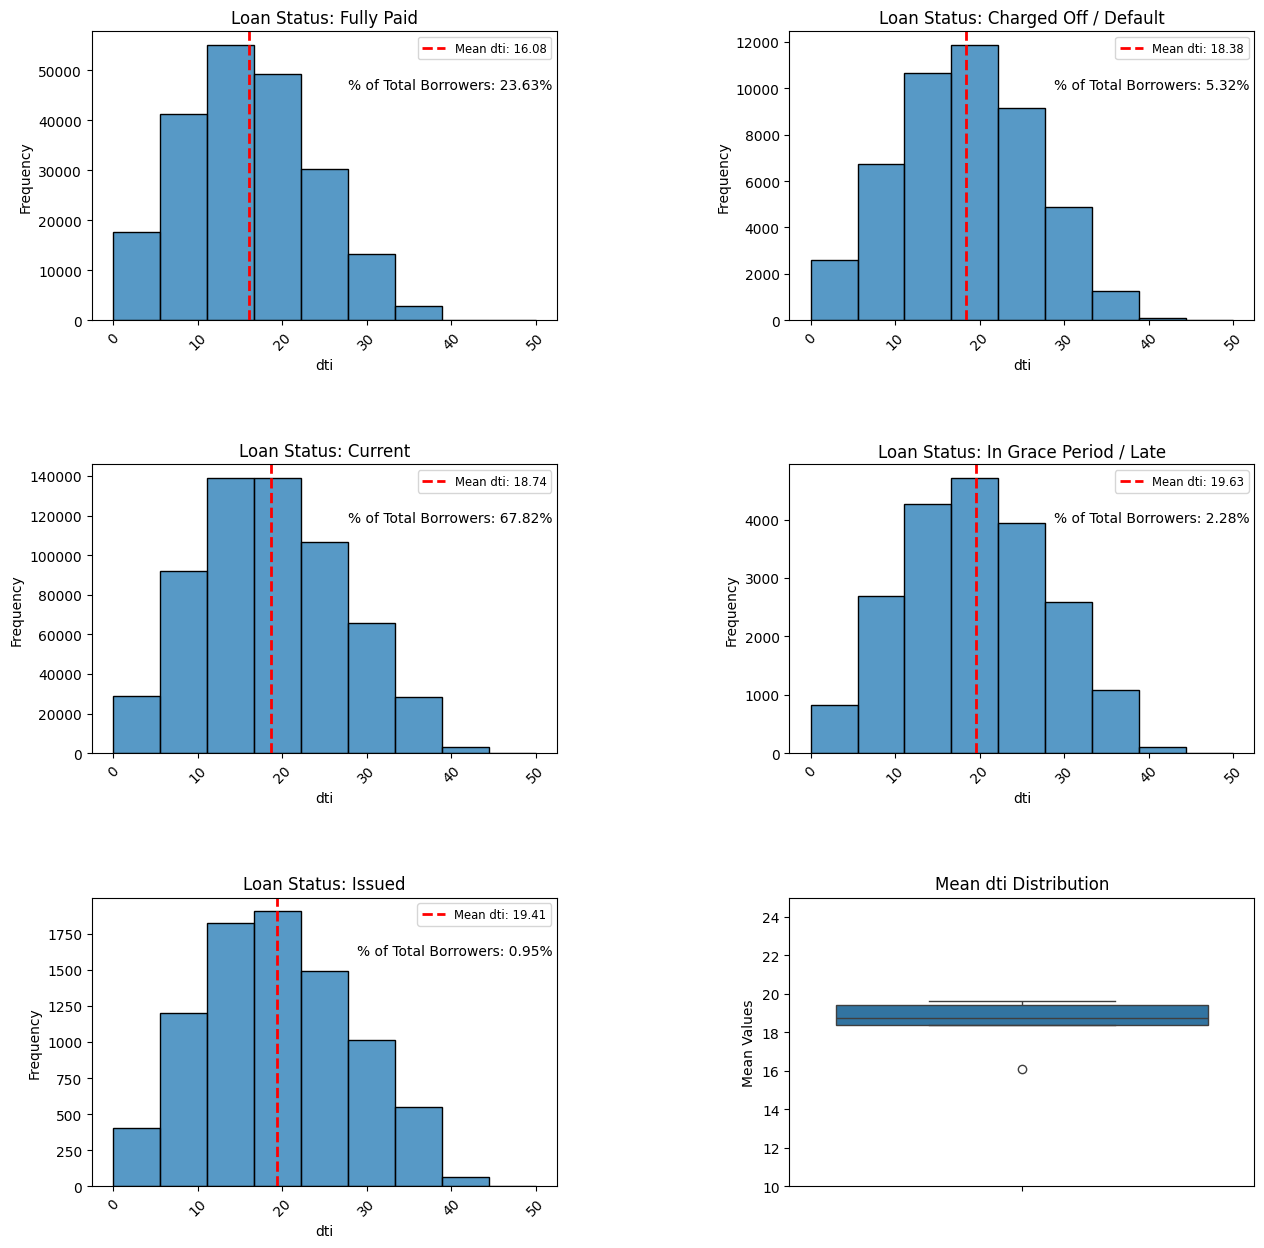 Loan Status: Fully Paid
Mean dti: 16.08
% of Total Borrowers: 23.63%
50000
40000
30000
20000
10000
0
Frequency
0 10 20 30 40 50
dti
Loan Status: Charged Off / Default
Mean dti: 18.38
% of Total Borrowers: 5.32%
12000
10000
8000
6000
4000
2000
0
Frequency
0 10 20 30 40 50
dti
Loan Status: Current
Mean dti: 18.74
% of Total Borrowers: 67.82%
140000
120000
100000
80000
60000
40000
20000
0
Frequency
0 10 20 30 40 50
dti
Loan Status: In Grace Period / Late
Mean dti: 19.63
% of Total Borrowers: 2.28%
4000
3000
2000
1000
0
Frequency
0 10 20 30 40 50
dti
Loan Status: Issued
Mean dti: 19.41
% of Total Borrowers: 0.95%
1750
1500
1250
1000
750
500
250
0
Frequency
0 10 20 30 40 50
dti
Mean dti Distribution
24
22
20
18
16
14
12
10
Mean Values